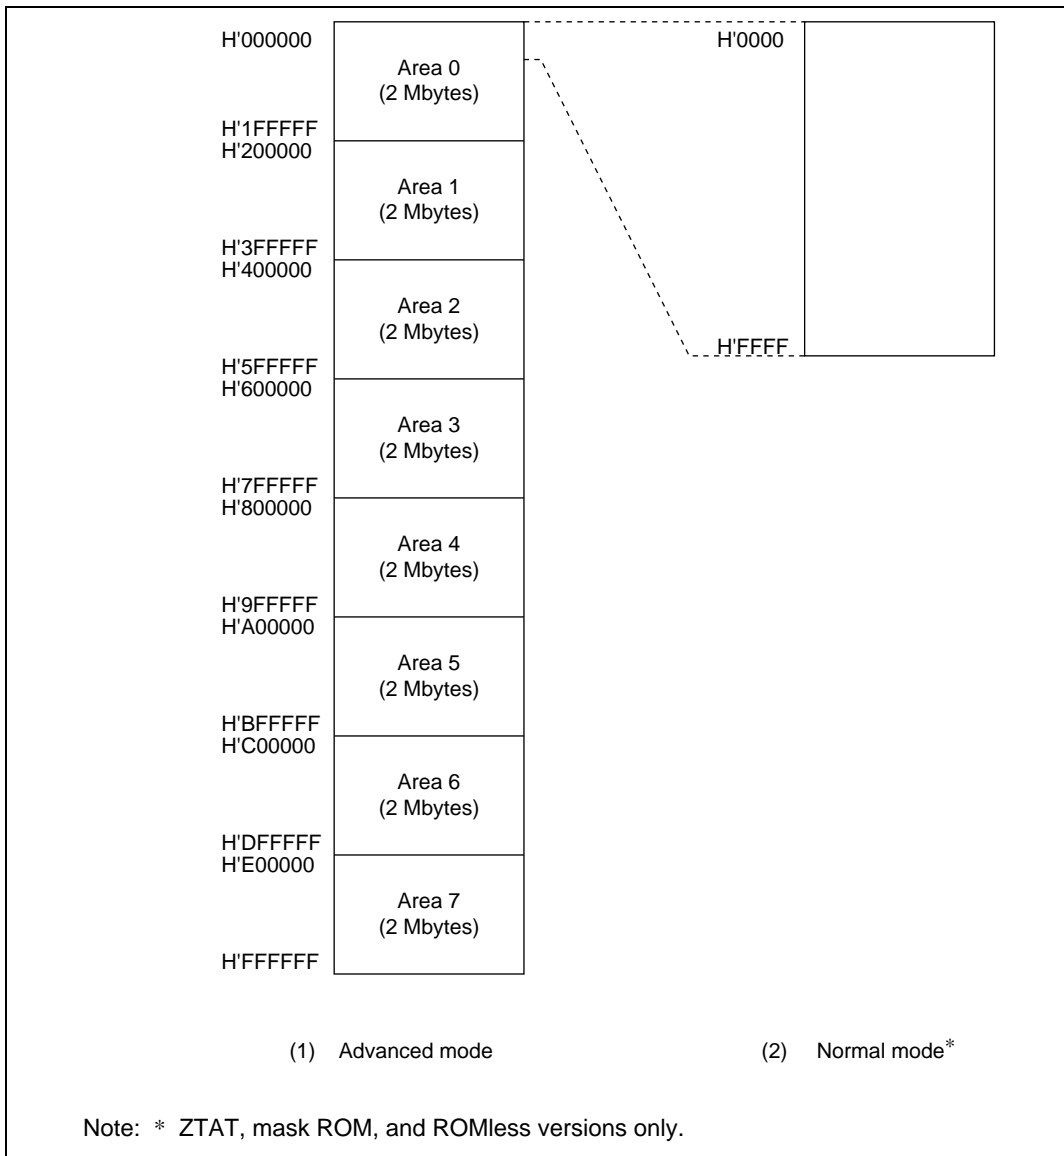 H'000000
Area 0
(2 Mbytes)
H'1FFFFF
H'200000
Area 1
(2 Mbytes)
H'3FFFFF
H'400000
Area 2
(2 Mbytes)
H'5FFFFF
H'600000
Area 3
(2 Mbytes)
H'7FFFFF
H'800000
Area 4
(2 Mbytes)
H'9FFFFF
H'A00000
Area 5
(2 Mbytes)
H'BFFFFF
H'C00000
Area 6
(2 Mbytes)
H'DFFFFF
H'E00000
Area 7
(2 Mbytes)
H'FFFFFF
H'0000
H'FFFF
(1) Advanced mode
(2) Normal mode*
Note: * ZTAT, mask ROM, and ROMless versions only.